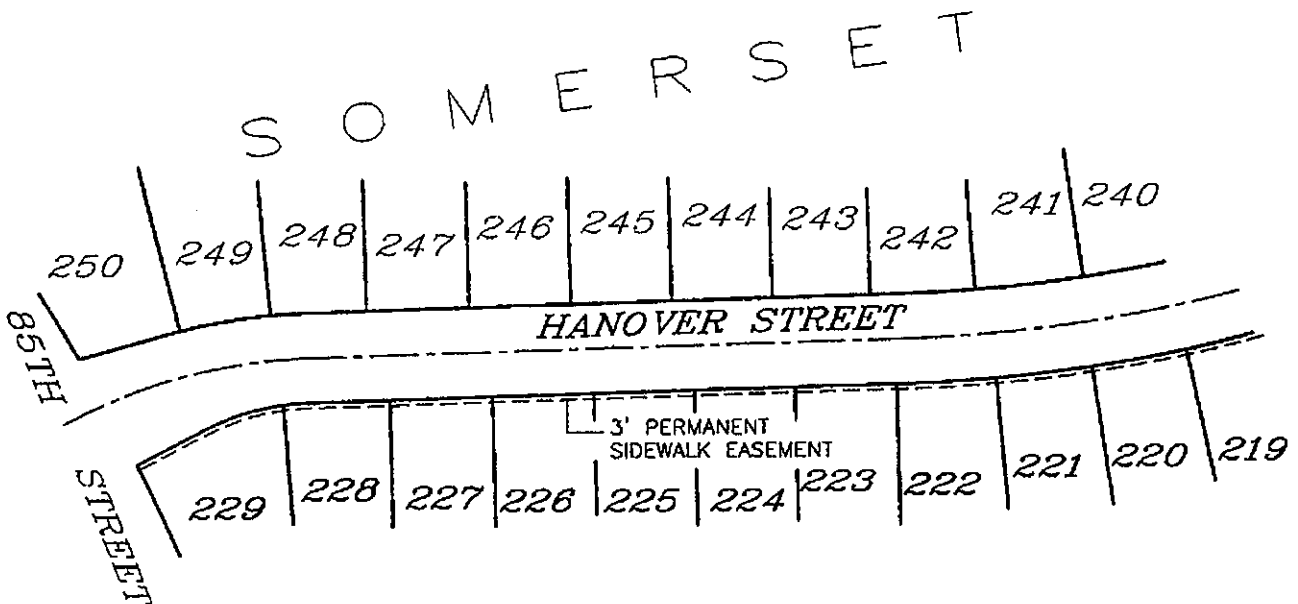 SOMERSET
250 249 248 247 246 245 244 243 242 241 240
HANOVER STREET
85TH STREET
3' PERMANENT
SIDEWALK EASEMENT
229 228 227 226 225 224 223 222 221 220 219